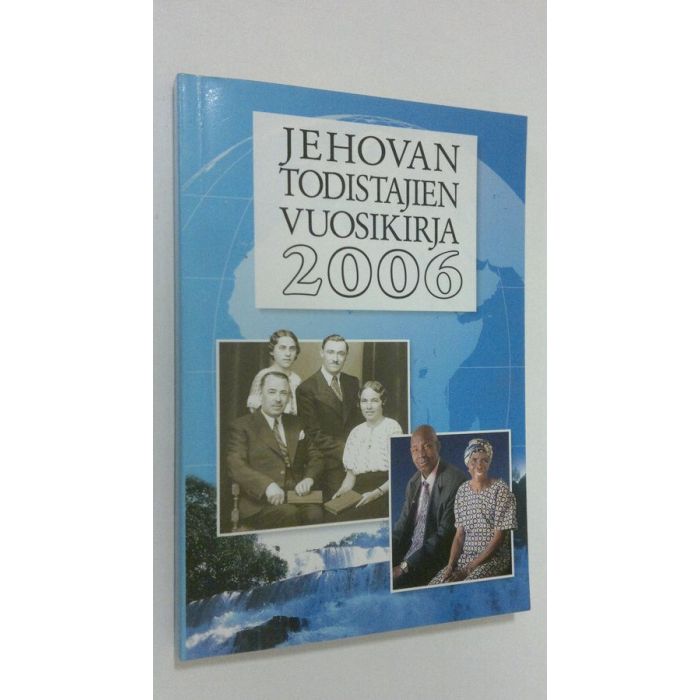 JEHOVAN
TODISTAJIEN
VUOSIKIRJA
2006